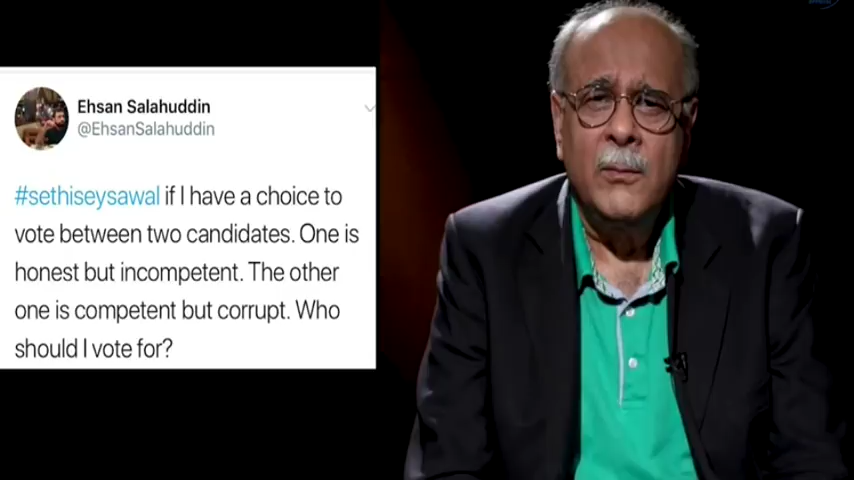 Ehsan Salahuddin
@EhsanSalahuddin
#sethiseysawal if I have a choice to
vote between two candidates. One is
honest but incompetent. The other
one is competent but corrupt. Who
should I vote for?